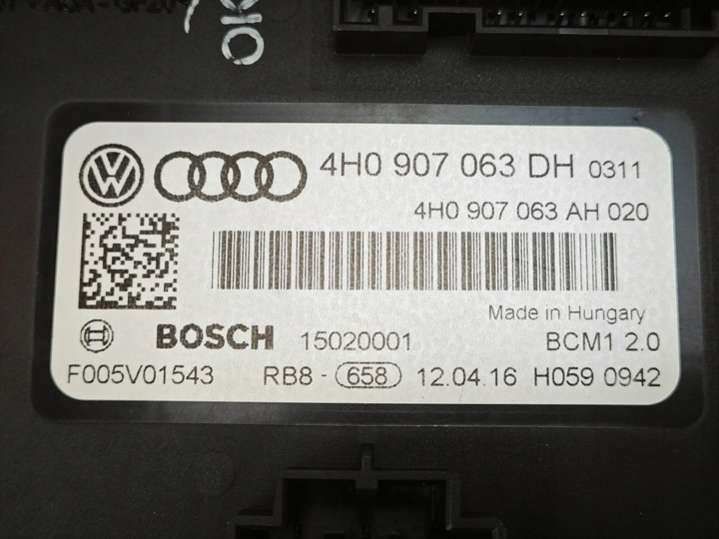 OK
4H0 907 063 DH 0311
4H0 907 063 AH 020
Made in Hungary
BOSCH 15020001 BCM1 2.0
F005V01543 RB8-(658) 12.04.16 H059 0942